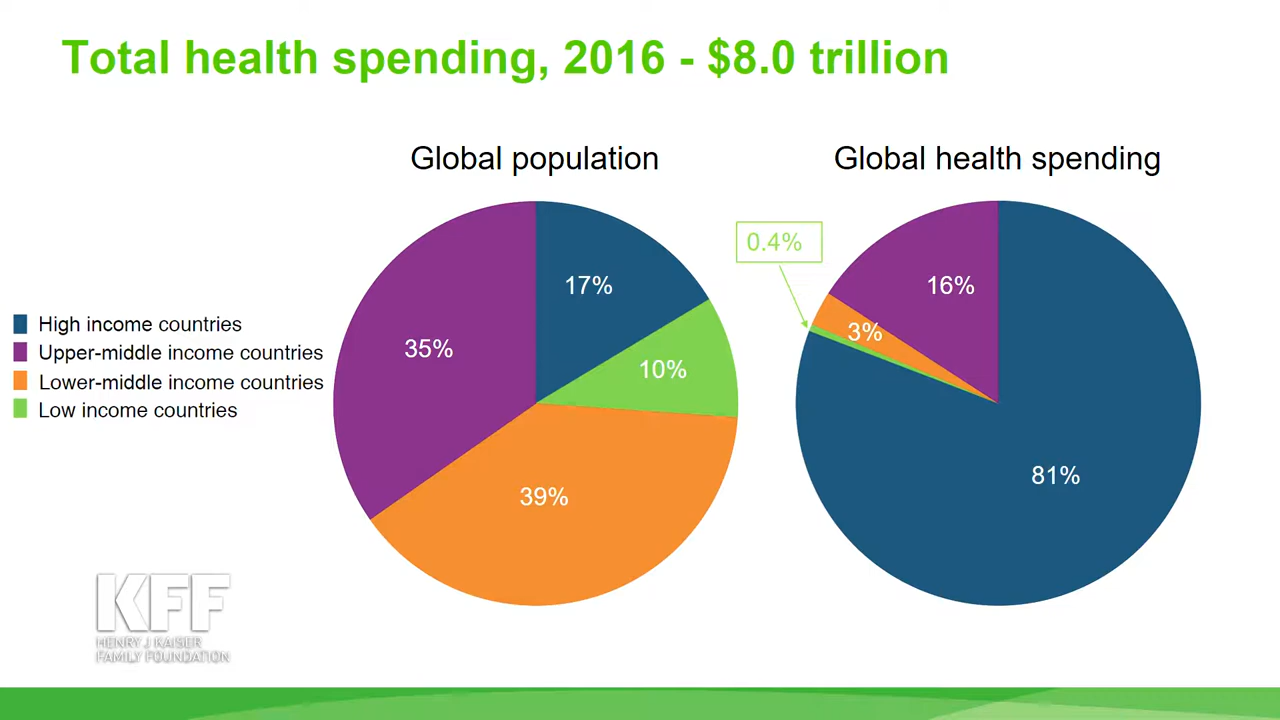 Total health spending, 2016 - $8.0 trillion
Global population
Global health spending
High income countries
Upper-middle income countries
Lower-middle income countries
Low income countries
17%
10%
39%
35%
0.4%
16%
3%
81%
KFF
HENRY J KAISER
FAMILY FOUNDATION